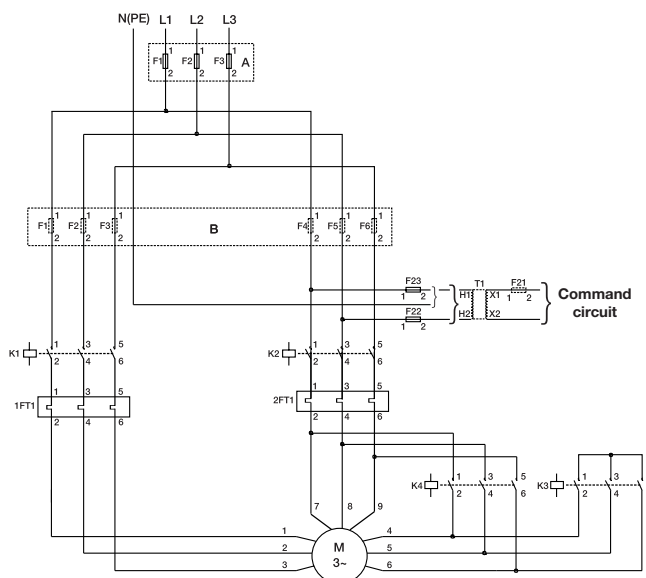 N(PE) L1 L2 L3
1 1 1
F1 F2 F3 A
2 2 2
1 1 1 1 1 1
F1 F2 F3 B F4 F5 F6
2 2 2 2 2 2
F23 T1 F21
1 2 H1 X1 1 2
F22 H2 X2
1 2
Command
circuit
1 3 5 1 3 5
K1 K2
2 4 6 2 4 6
1 3 5 1 3 5
1FT1 2FT1
2 4 6 2 4 6
1 3 5 1 3 5
K4 K3
2 4 6 2 4 6
7 8 9
1 4
2 M 5
3 3~ 6